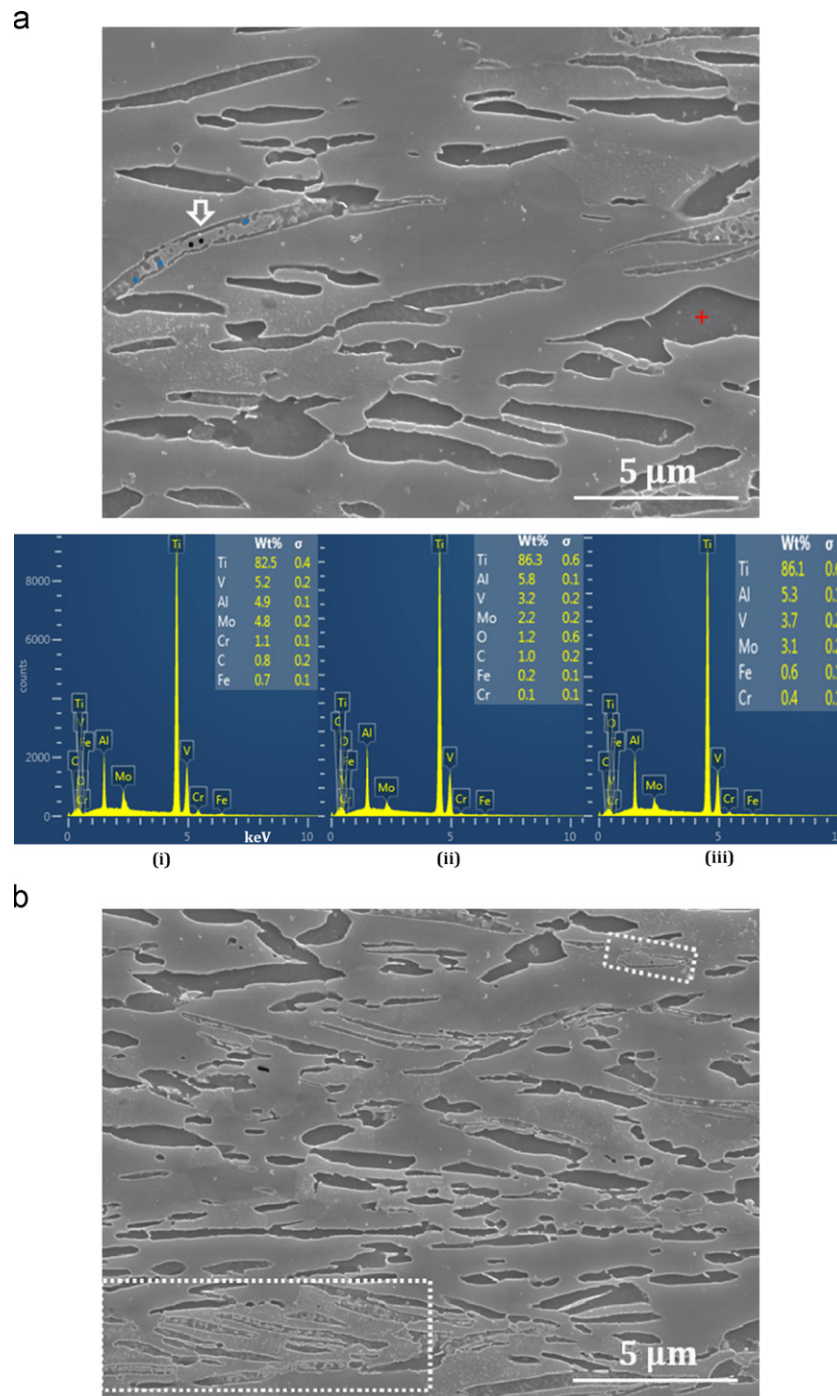 a
5 μm
Wt% σ
Ti 82.5 0.4
V 5.2 0.2
Al 4.9 0.1
Mo 4.8 0.2
Cr 1.1 0.1
C 0.8 0.2
Fe 0.7 0.1
Ti
8000
6000
4000
2000
0
counts
Ti
V
Fe
C
O
Cr
Al
Mo
V
Cr
Fe
0 keV 5 10
(i)
Wt% σ
Ti 86.3 0.6
Al 5.8 0.1
V 3.2 0.2
Mo 2.2 0.2
O 1.2 0.6
C 1.0 0.2
Fe 0.2 0.1
Cr 0.1 0.1
Ti
Ti
C
O
Fe
V
Cr
Al
Mo
V
Cr
Fe
0 5 10
(ii)
Wt% σ
Ti 86.1
Al 5.3
V 3.7
Mo 3.1
Fe 0.6
Cr 0.4
Ti
Ti
O
Fe
C
V
Cr
Al
Mo
V
Cr
Fe
0 5
(iii)
b
5 μm